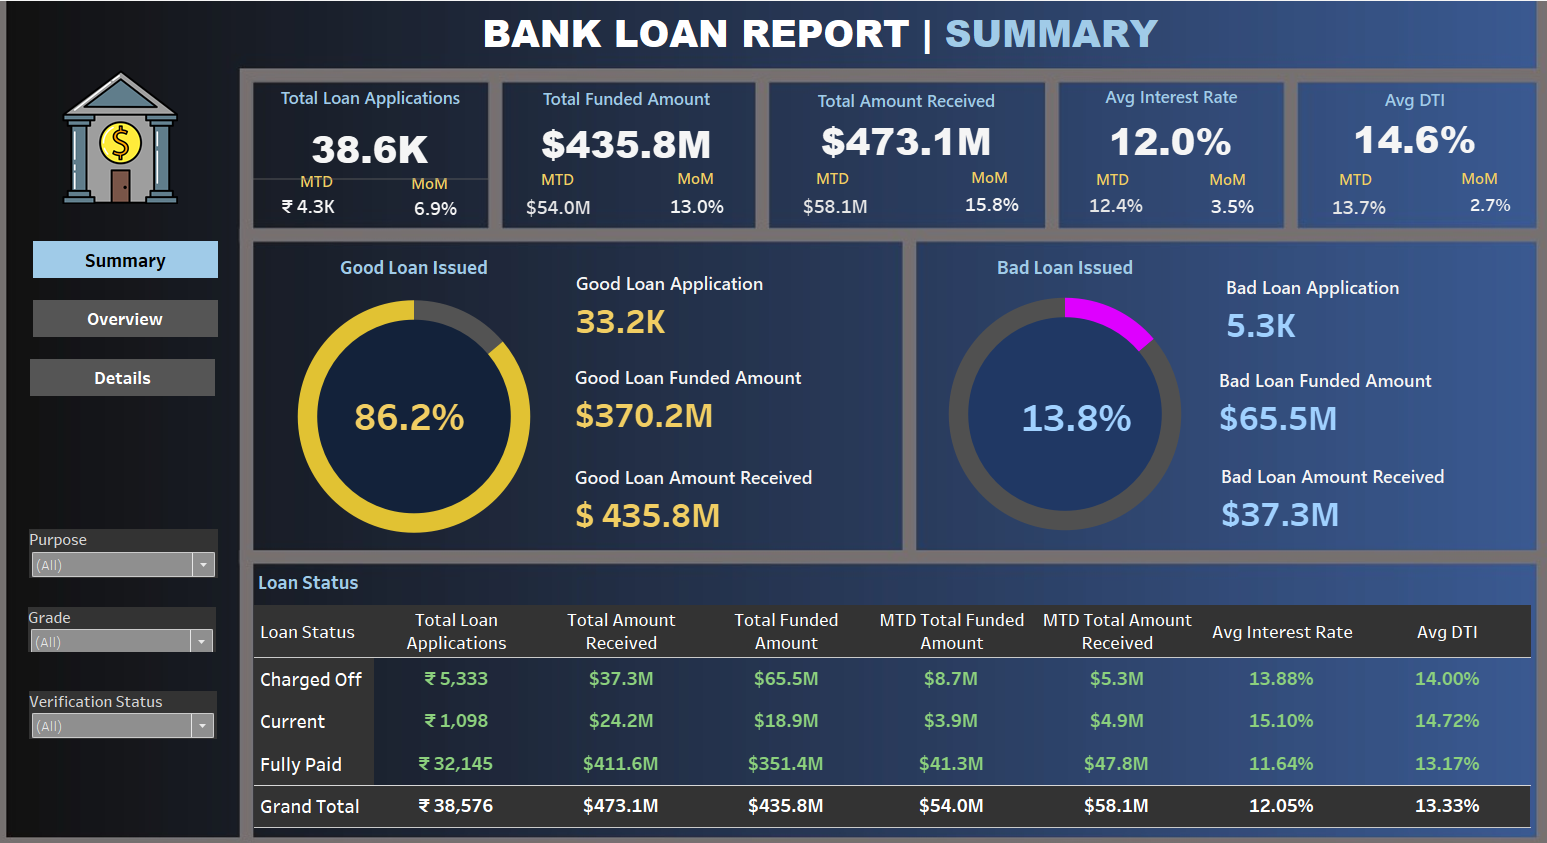 BANK LOAN REPORT | SUMMARY
Total Loan Applications
38.6K
MTD
MoM
₹ 4.3K
6.9%
Total Funded Amount
$435.8M
MTD
MoM
$54.0M
13.0%
Total Amount Received
$473.1M
MTD
MoM
$58.1M
15.8%
Avg Interest Rate
12.0%
MTD
MoM
12.4%
3.5%
Avg DTI
14.6%
MTD
MoM
13.7%
2.7%
$
Summary
Overview
Details
Purpose
(All)
Grade
(All)
Verification Status
(All)
Good Loan Issued
86.2%
Good Loan Application
33.2K
Good Loan Funded Amount
$370.2M
Good Loan Amount Received
$ 435.8M
Bad Loan Issued
13.8%
Bad Loan Application
5.3K
Bad Loan Funded Amount
$65.5M
Bad Loan Amount Received
$37.3M
Loan Status
Loan Status Total Loan Applications Total Amount Received Total Funded Amount MTD Total Funded Amount MTD Total Amount Received Avg Interest Rate Avg DTI
Charged Off ₹ 5,333 $37.3M $65.5M $8.7M $5.3M 13.88% 14.00%
Current ₹ 1,098 $24.2M $18.9M $3.9M $4.9M 15.10% 14.72%
Fully Paid ₹ 32,145 $411.6M $351.4M $41.3M $47.8M 11.64% 13.17%
Grand Total ₹ 38,576 $473.1M $435.8M $54.0M $58.1M 12.05% 13.33%